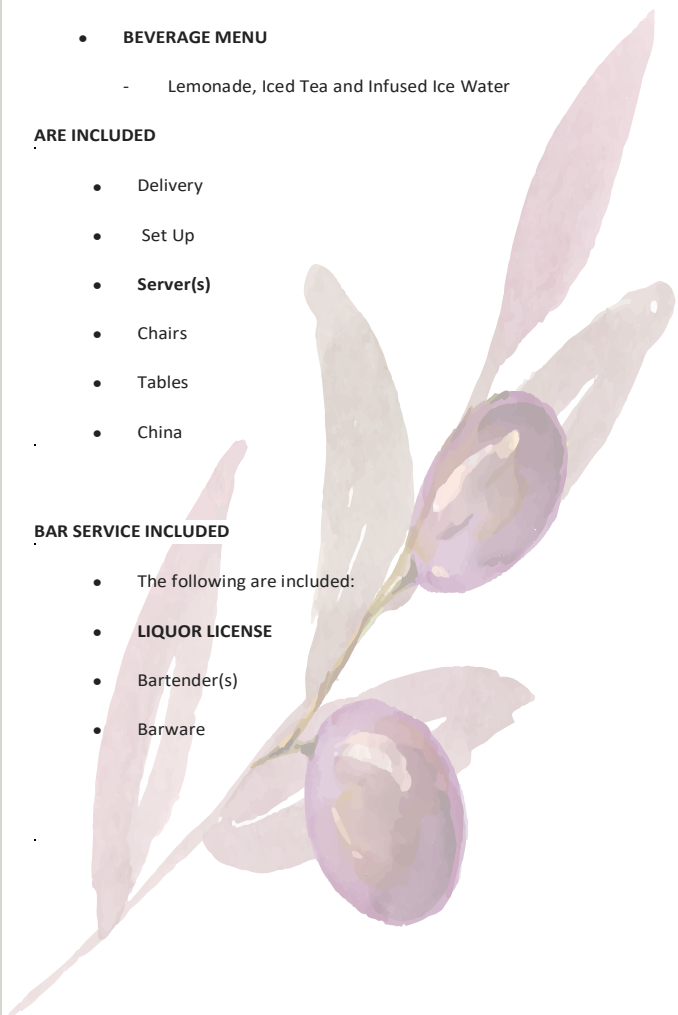 • BEVERAGE MENU
- Lemonade, Iced Tea and Infused Ice Water
ARE INCLUDED
• Delivery
• Set Up
• Server(s)
• Chairs
• Tables
• China
BAR SERVICE INCLUDED
• The following are included:
• LIQUOR LICENSE
• Bartender(s)
• Barware